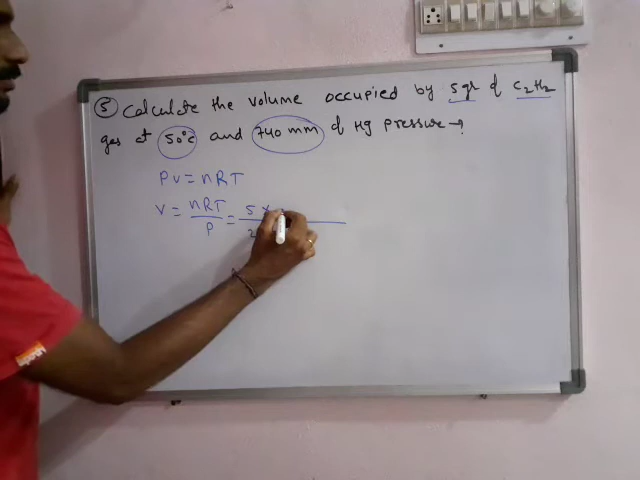 ⑤ Calculate the volume occupied by 5gr of C₂H₂
gas at 50°C and 740 mm of Hg pressure →
PV = nRT
V = nRT/P = 5 ×
2